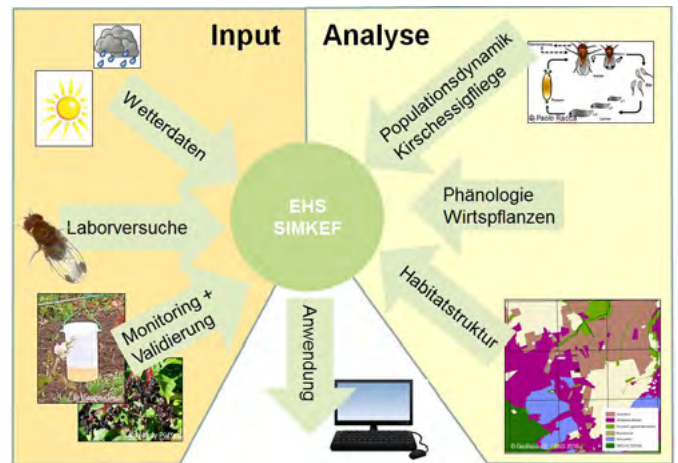 Input
Analyse
Wetterdaten
Laborversuche
Monitoring +
Validierung
EHS
SIMKEF
Populationsdynamik
Kirschessigfliege
© Paolo Racca
Phänologie
Wirtspflanzen
Habitatstruktur
Anwendung